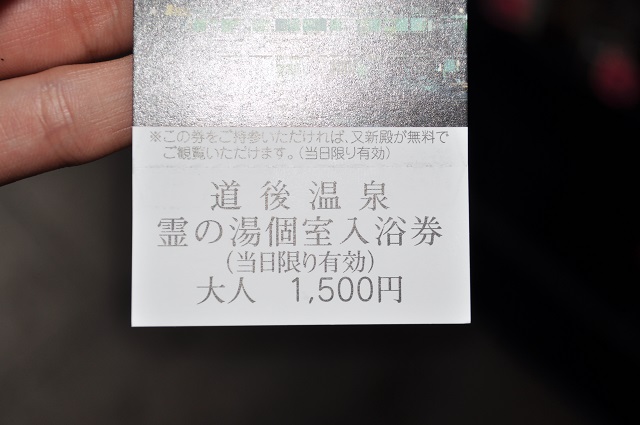 ※この券をご持参いただければ、又新殿が無料で
ご観覧いただけます。(当日限り有効)
道後温泉
霊の湯個室入浴券
(当日限り有効)
大人 1,500円